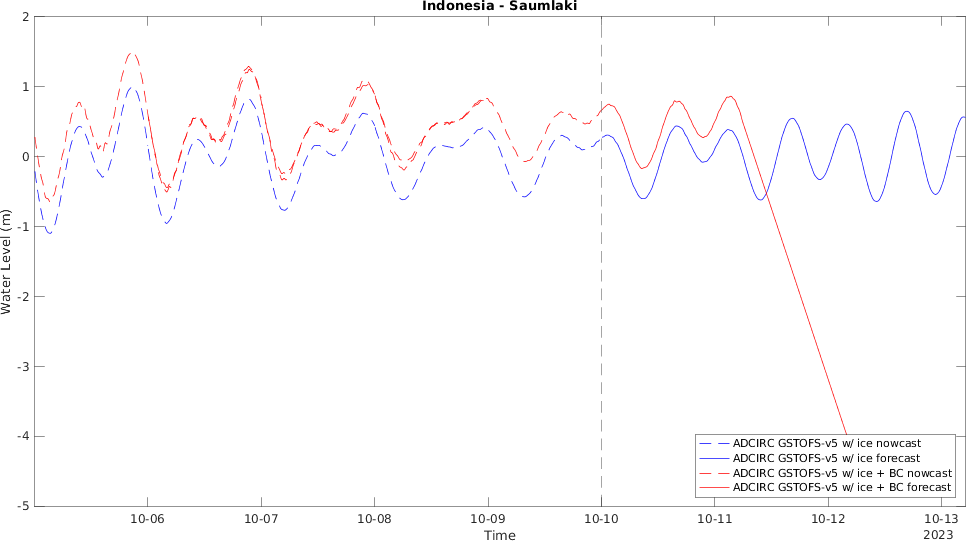 Indonesia - Saumlaki
Water Level (m)
2
1
0
-1
-2
-3
-4
-5
ADCIRC GSTOFS-v5 w/ ice nowcast
ADCIRC GSTOFS-v5 w/ ice forecast
ADCIRC GSTOFS-v5 w/ ice + BC nowcast
ADCIRC GSTOFS-v5 w/ ice + BC forecast
10-06 10-07 10-08 10-09 10-10 10-11 10-12 10-13
2023
Time